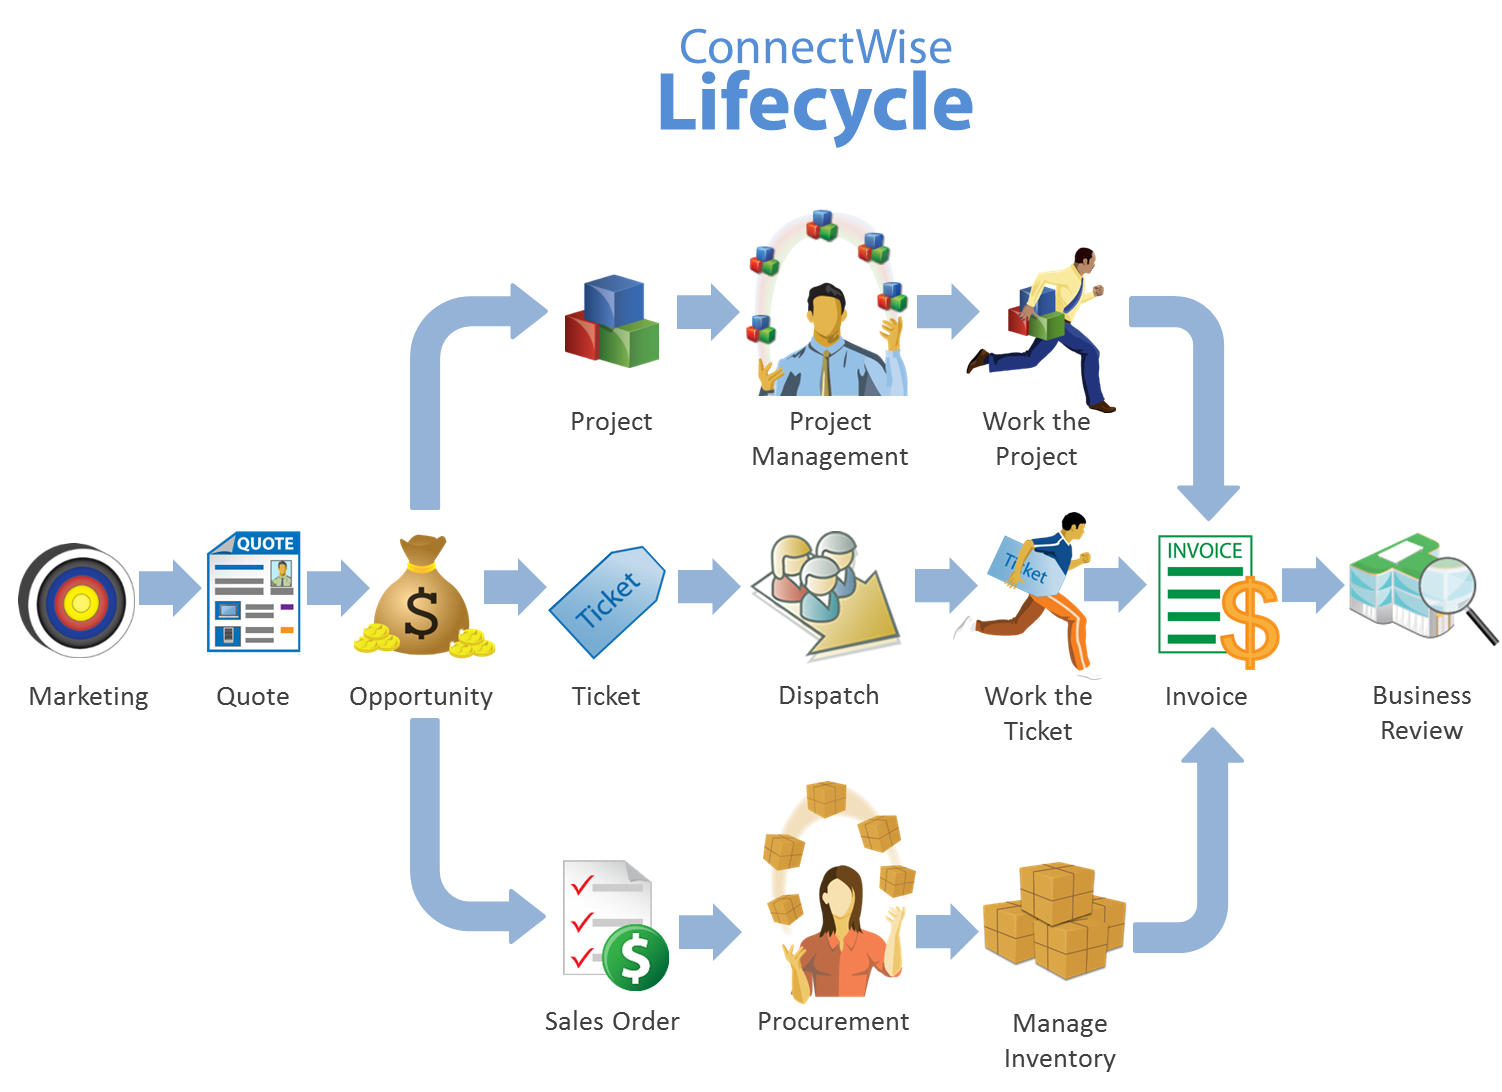 ConnectWise
Lifecycle
Project
Project
Management
Work the
Project
QUOTE
$
Ticket
Ticket
INVOICE
$
Marketing
Quote
Opportunity
Ticket
Dispatch
Work the
Ticket
Invoice
Business
Review
$
Sales Order
Procurement
Manage
Inventory